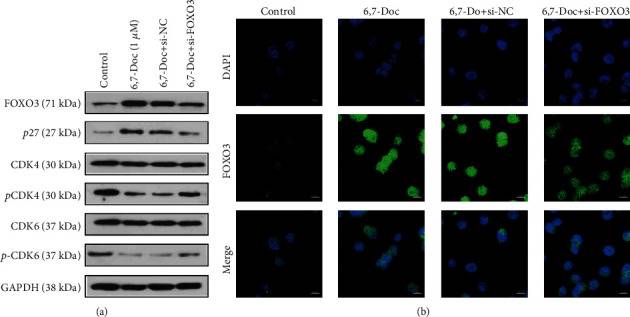 Control
6,7-Doc (1 μM)
6,7-Doc+si-NC
6,7-Doc+si-FOXO3
FOXO3 (71 kDa)
p27 (27 kDa)
CDK4 (30 kDa)
pCDK4 (30 kDa)
CDK6 (37 kDa)
p-CDK6 (37 kDa)
GAPDH (38 kDa)
(a)
Control
6,7-Doc
6,7-Do+si-NC
6,7-Doc+si-FOXO3
DAPI
FOXO3
Merge
(b)